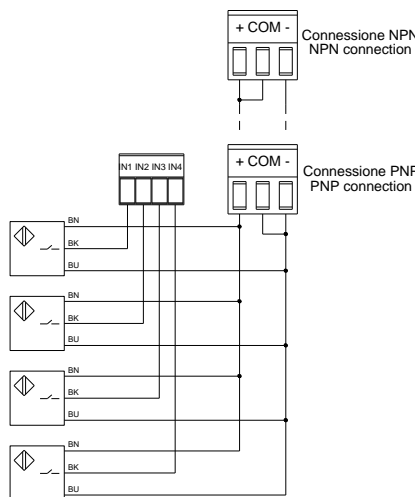 + COM -
Connessione NPN
NPN connection
+ COM -
Connessione PNP
PNP connection
IN1 IN2 IN3 IN4
BN
BK
BU
BN
BK
BU
BN
BK
BU
BN
BK
BU